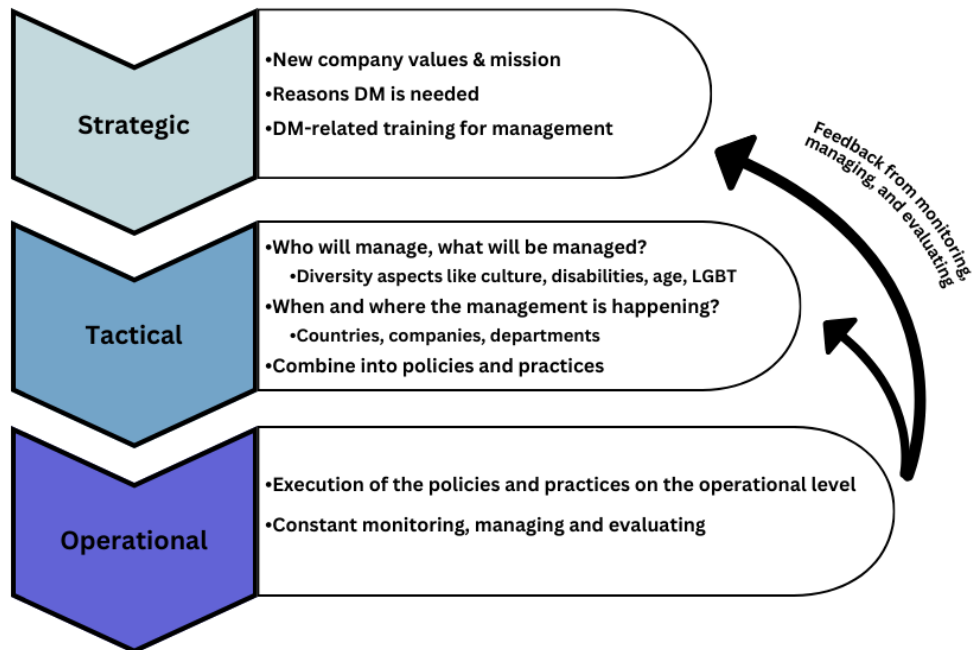 Strategic
•New company values & mission
•Reasons DM is needed
•DM-related training for management
Tactical
•Who will manage, what will be managed?
•Diversity aspects like culture, disabilities, age, LGBT
•When and where the management is happening?
•Countries, companies, departments
•Combine into policies and practices
Operational
•Execution of the policies and practices on the operational level
•Constant monitoring, managing and evaluating
Feedback from monitoring,
managing, and evaluating